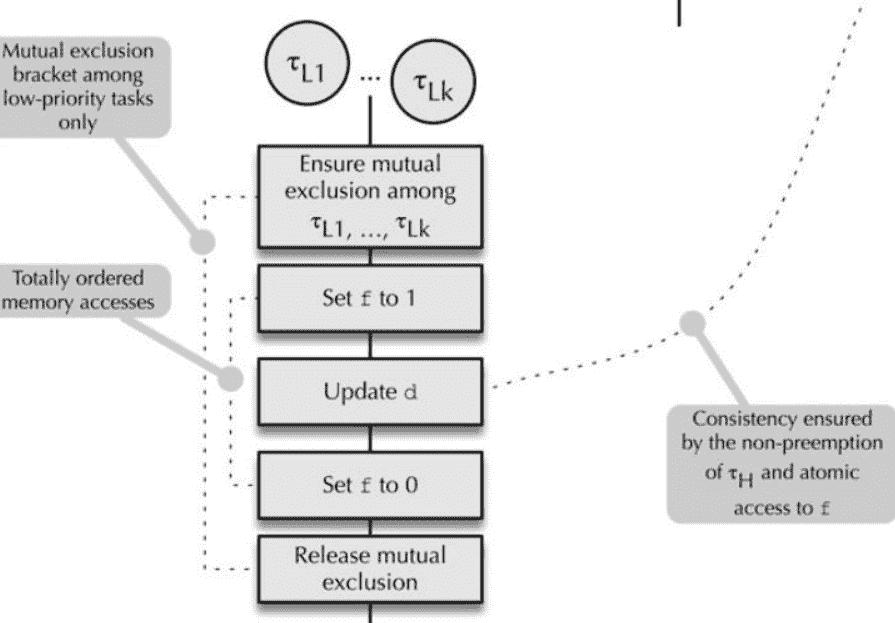 Mutual exclusion
bracket among
low-priority tasks
only
τL1 ... τLk
Ensure mutual
exclusion among
τL1, ..., τLk
Totally ordered
memory accesses
Set f to 1
Update d
Set f to 0
Release mutual
exclusion
Consistency ensured
by the non-preemption
of τH and atomic
access to f